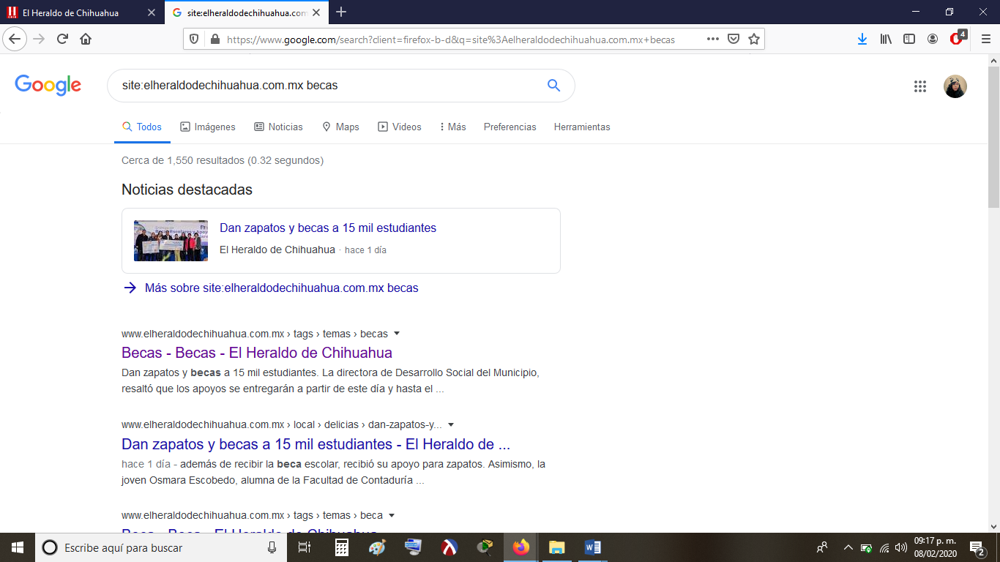 El Heraldo de Chihuahua
site:elheraldodechihuahua.com
https://www.google.com/search?client=firefox-b-d&q=site%3Aelheraldodechihuahua.com.mx+becas
4
Google
site:elheraldodechihuahua.com.mx becas
Todos
Imágenes
Noticias
Maps
Videos
Más
Preferencias
Herramientas
Cerca de 1,550 resultados (0.32 segundos)
Noticias destacadas
Dan zapatos y becas a 15 mil estudiantes
El Heraldo de Chihuahua · hace 1 día
Más sobre site:elheraldodechihuahua.com.mx becas
www.elheraldodechihuahua.com.mx › tags › temas › becas
Becas - Becas - El Heraldo de Chihuahua
Dan zapatos y becas a 15 mil estudiantes. La directora de Desarrollo Social del Municipio,
resaltó que los apoyos se entregarán a partir de este día y hasta el ...
www.elheraldodechihuahua.com.mx › local › delicias › dan-zapatos-y...
Dan zapatos y becas a 15 mil estudiantes - El Heraldo de ...
hace 1 día - además de recibir la beca escolar, recibió su apoyo para zapatos. Asimismo, la
joven Osmara Escobedo, alumna de la Facultad de Contaduría ...
www.elheraldodechihuahua.com.mx › tags › temas › beca
Beca - Beca - El Heraldo de Chihuahua
Escribe aquí para buscar
09:17 p. m.
08/02/2020
2